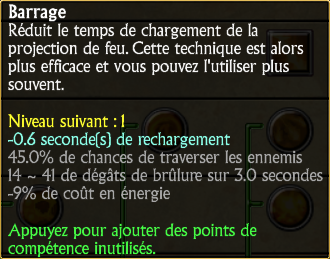 Barrage
Réduit le temps de chargement de la
projection de feu. Cette technique est alors
plus efficace et vous pouvez l'utiliser plus
souvent.
Niveau suivant : 1
-0.6 seconde(s) de rechargement
45.0% de chances de traverser les ennemis
14 ~ 41 de dégâts de brûlure sur 3.0 secondes
-9% de coût en énergie
Appuyez pour ajouter des points de
compétence inutilisés.